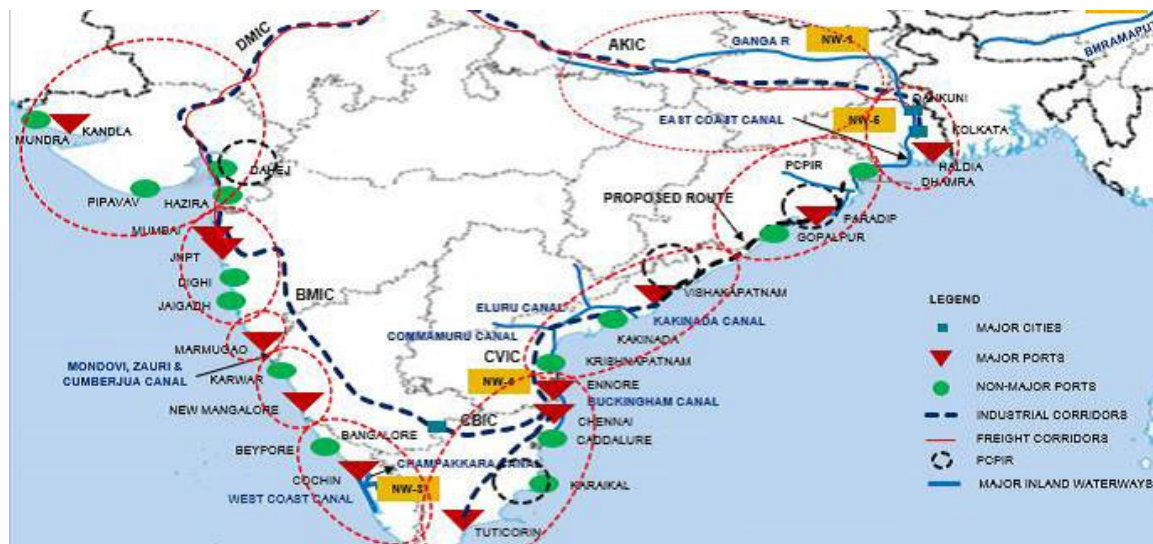 DMIC
AKIC
GANGA R
NW-1
BHRAMAPUT
MUNDRA
KANDLA
DAHEJ
PIPAVAV
HAZIRA
EAST COAST CANAL
NW-5
DANKUNI
KOLKATA
HALDIA
DHAMRA
PCPIR
PROPOSED ROUTE
PARADIP
GOPALPUR
MUMBAI
JNPT
DIGHI
JAIGADH
BMIC
VISHAKAPATNAM
ELURU CANAL
KAKINADA CANAL
COMMAMURU CANAL
KAKINADA
CVIC
KRISHNAPATNAM
MARMUGAO
MONDOVI, ZAURI &
CUMBERJUA CANAL
KARWAR
NW-4
ENNORE
BUCKINGHAM CANAL
NEW MANGALORE
CBIC
CHENNAI
BANGALORE
CADDALURE
BEYPORE
CHAMPAKKARA CANAL
COCHIN
NW-3
WEST COAST CANAL
KARAIKAL
TUTICORIN
LEGEND
MAJOR CITIES
MAJOR PORTS
NON-MAJOR PORTS
INDUSTRIAL CORRIDORS
FREIGHT CORRIDORS
PCPIR
MAJOR INLAND WATERWAYS